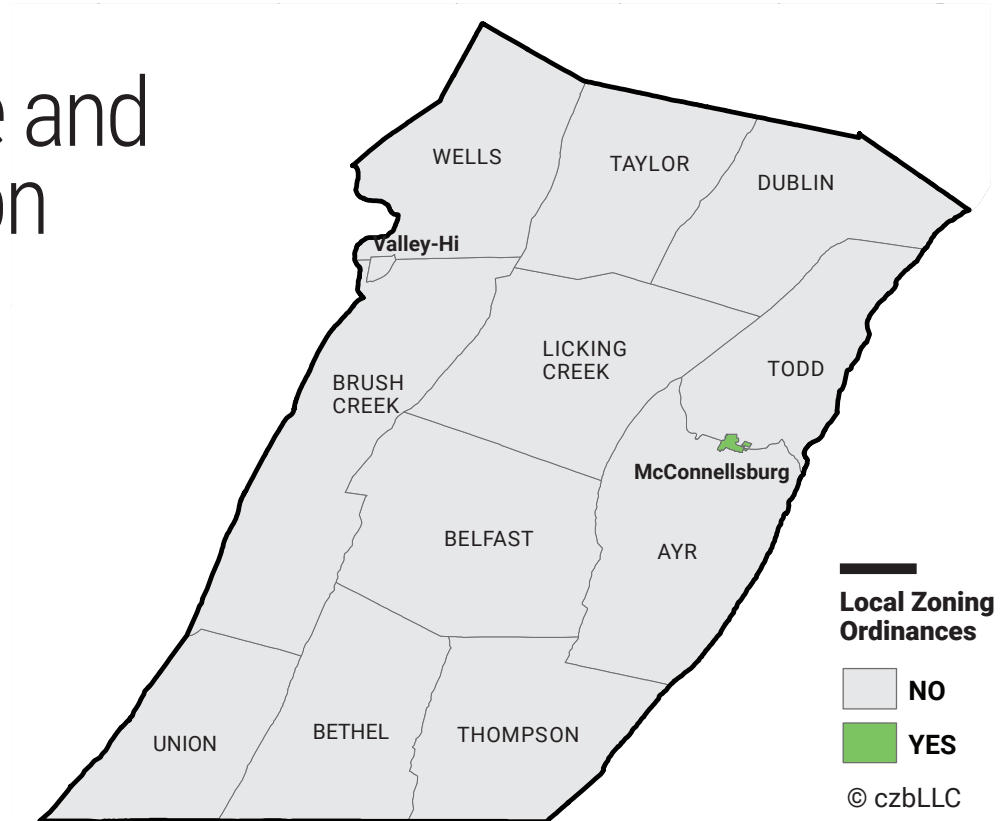 and
on
WELLS
TAYLOR
DUBLIN
Valley-Hi
LICKING
CREEK
TODD
BRUSH
CREEK
McConnellsburg
BELFAST
AYR
Local Zoning
Ordinances
NO
YES
UNION
BETHEL
THOMPSON
© czbLLC